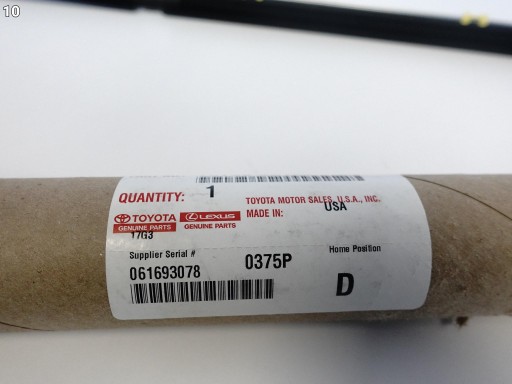 10
QUANTITY: 1
TOYOTA MOTOR SALES, U.S.A., INC.
TOYOTA LEXUS MADE IN: USA
GENUINE PARTS GENUINE PARTS
17G3
Supplier Serial # Home Position
061693078 0375P
D